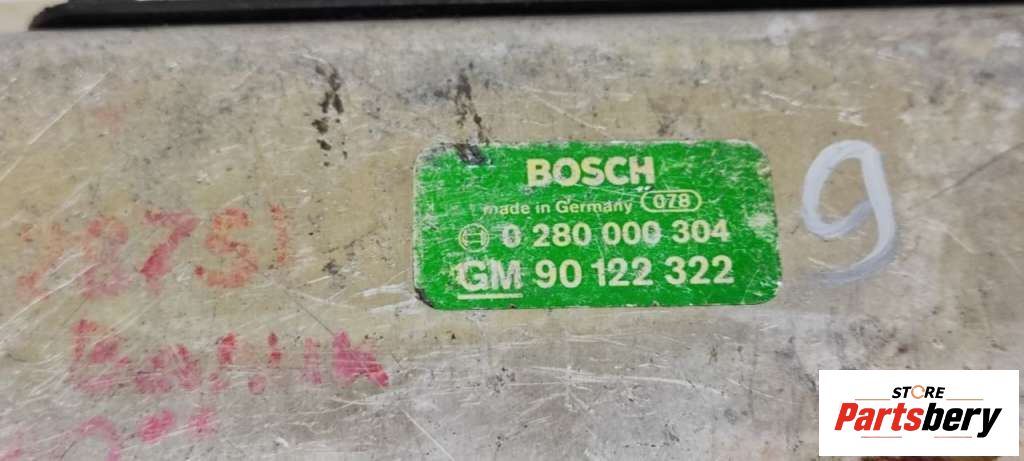 BOSCH
made in Germany 078
0 280 000 304
GM 90 122 322
9
STORE
Partsbery